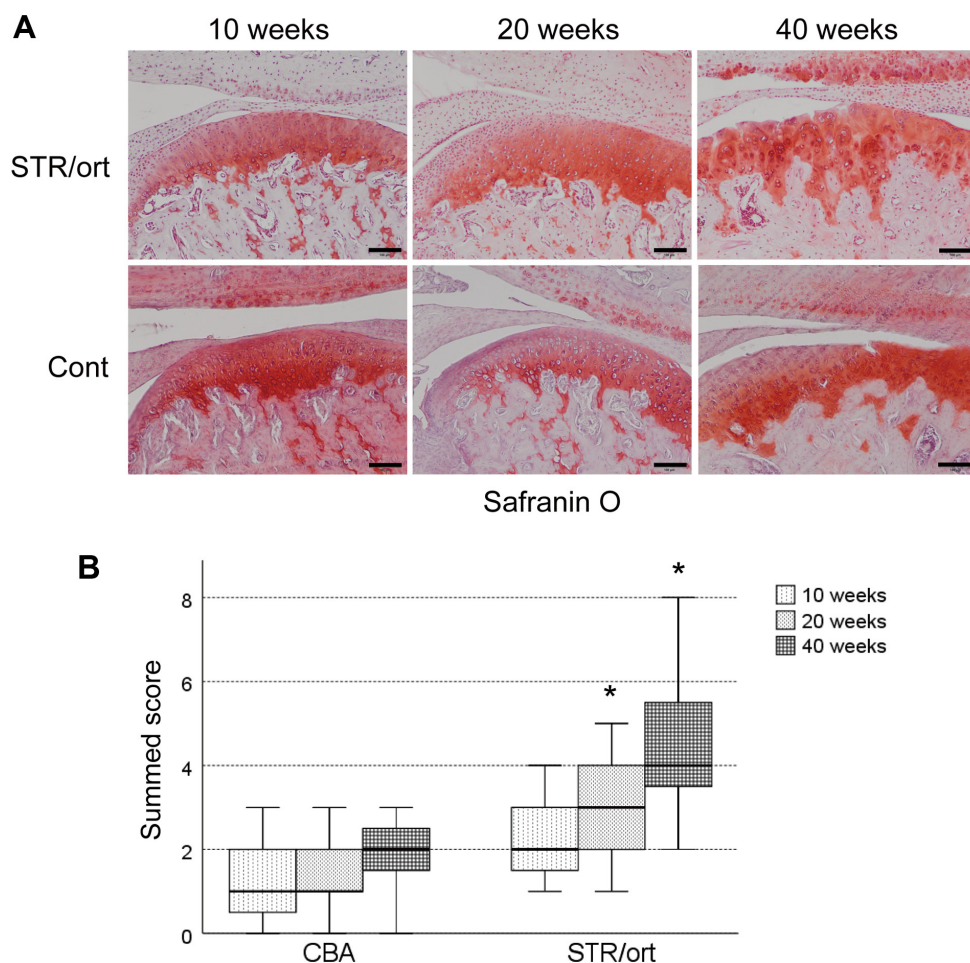 A
10 weeks 20 weeks 40 weeks
STR/ort
Cont
Safranin O
B
*
*
8
6
4
2
0
Summed score
10 weeks
20 weeks
40 weeks
CBA STR/ort